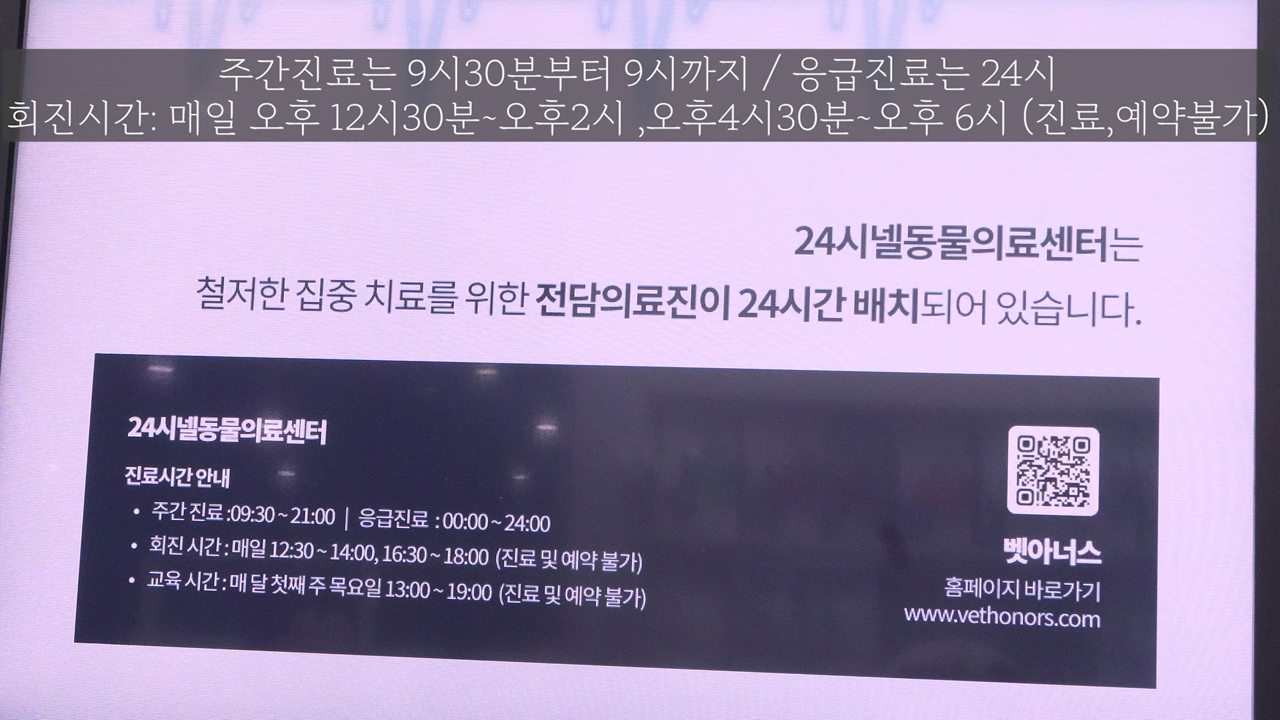 주간진료는 9시30분부터 9시까지 / 응급진료는 24시
회진시간: 매일 오후 12시30분~오후2시 ,오후4시30분~오후 6시 (진료,예약불가)
24시넬동물의료센터는
철저한 집중 치료를 위한 전담의료진이 24시간 배치되어 있습니다.
24시넬동물의료센터
진료시간 안내
• 주간 진료 :09:30 ~ 21:00 | 응급진료 : 00:00 ~ 24:00
• 회진 시간 : 매일 12:30 ~ 14:00, 16:30 ~ 18:00 (진료 및 예약 불가)
• 교육 시간 : 매 달 첫째 주 목요일 13:00 ~ 19:00 (진료 및 예약 불가)
벳아너스
홈페이지 바로가기
www.vethonors.com